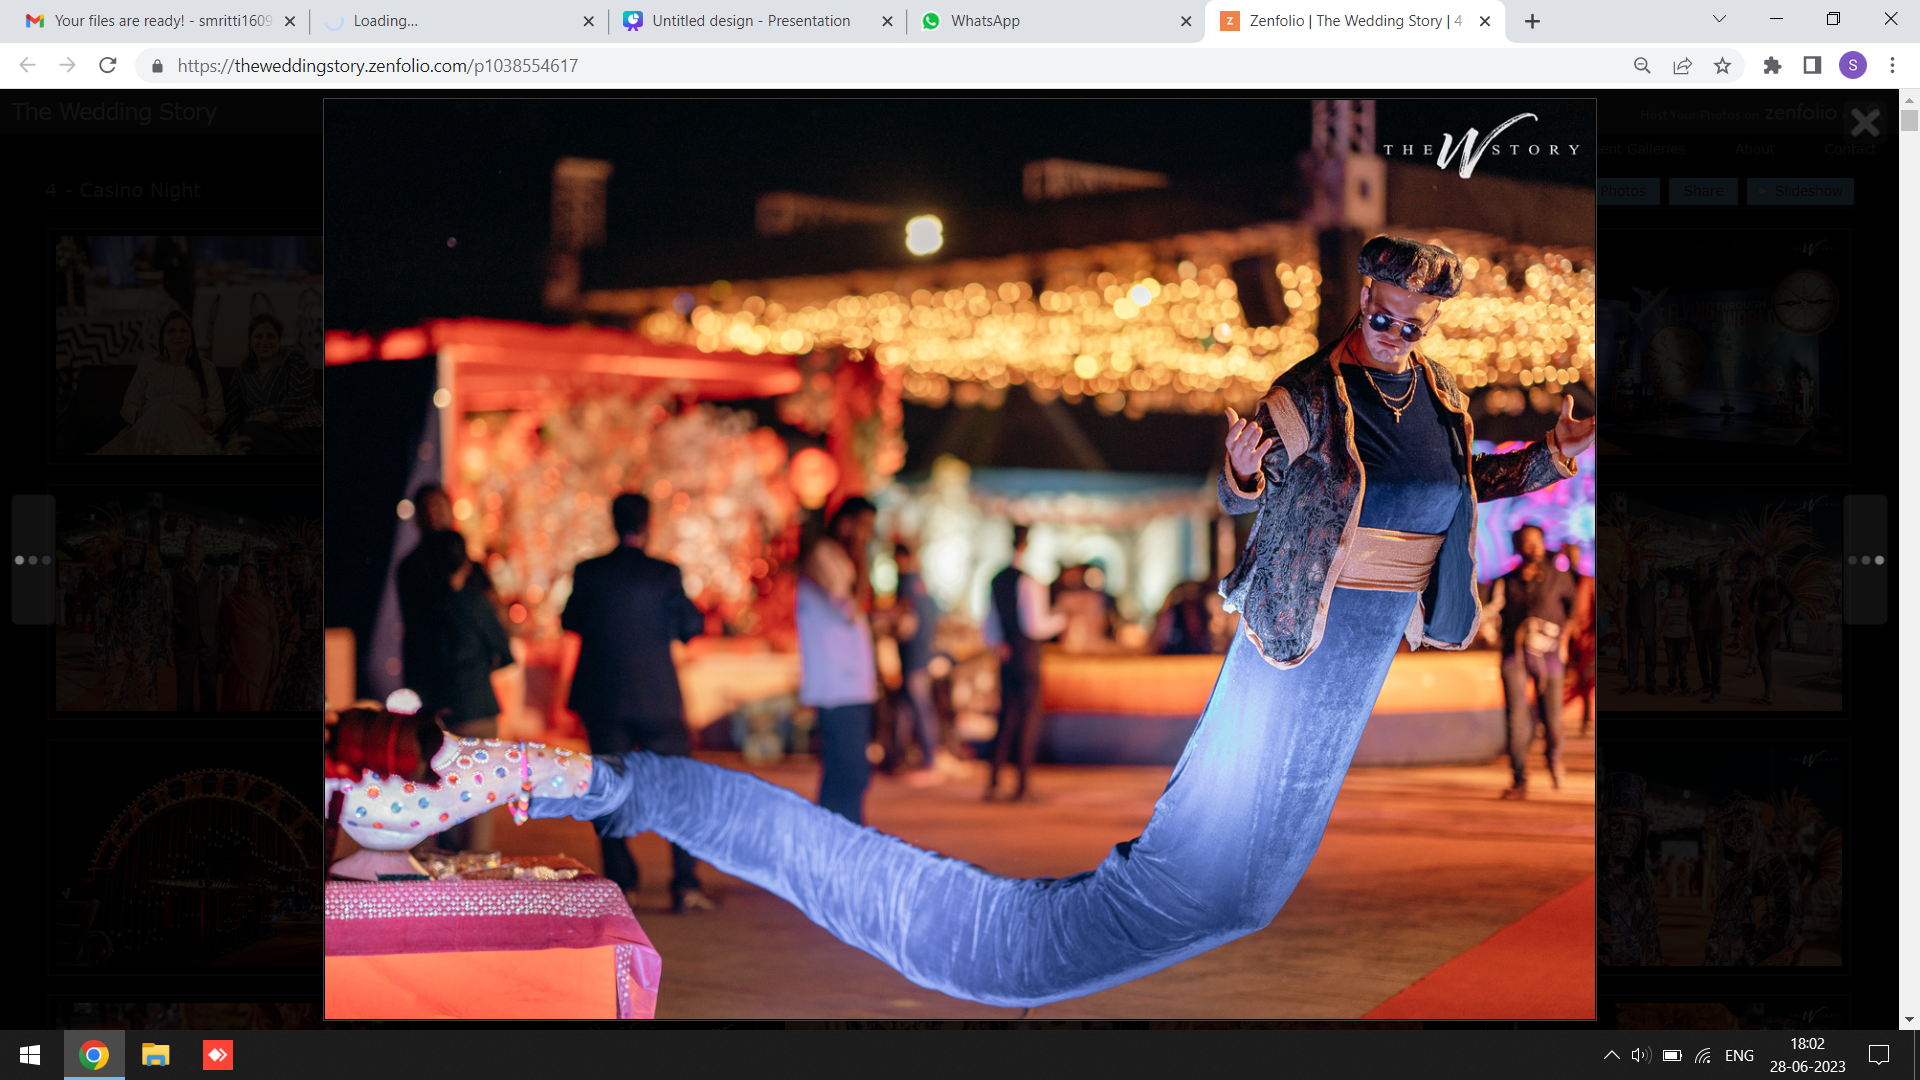 Your files are ready! - smritti1609
Loading...
Untitled design - Presentation
WhatsApp
Zenfolio | The Wedding Story | 4
https://theweddingstory.zenfolio.com/p1038554617
S
The Wedding Story
Host Your Photos on zenfolio
THE W STORY
Galleries About Contact
4 - Casino Night
Photos Share Slideshow
ENG
18:02
28-06-2023